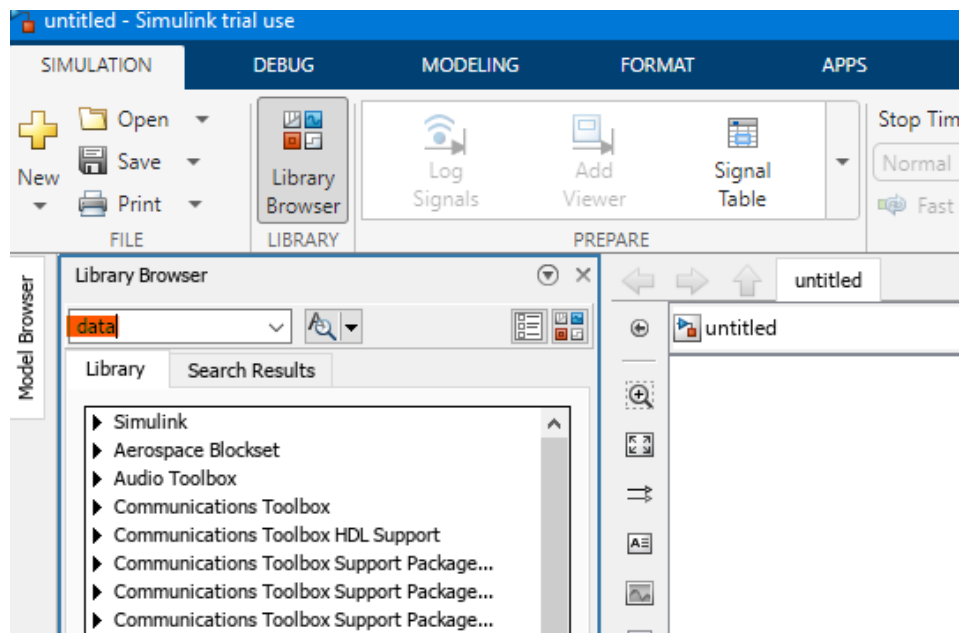 untitled - Simulink trial use
SIMULATION DEBUG MODELING FORMAT APPS
New
Open
Save
Print
FILE
Library
Browser
LIBRARY
Log
Signals
Add
Viewer
Signal
Table
PREPARE
Stop Tim
Normal
Fast
Model Browser
Library Browser
data
Library Search Results
Simulink
Aerospace Blockset
Audio Toolbox
Communications Toolbox
Communications Toolbox HDL Support
Communications Toolbox Support Package...
Communications Toolbox Support Package...
Communications Toolbox Support Package...
untitled
untitled